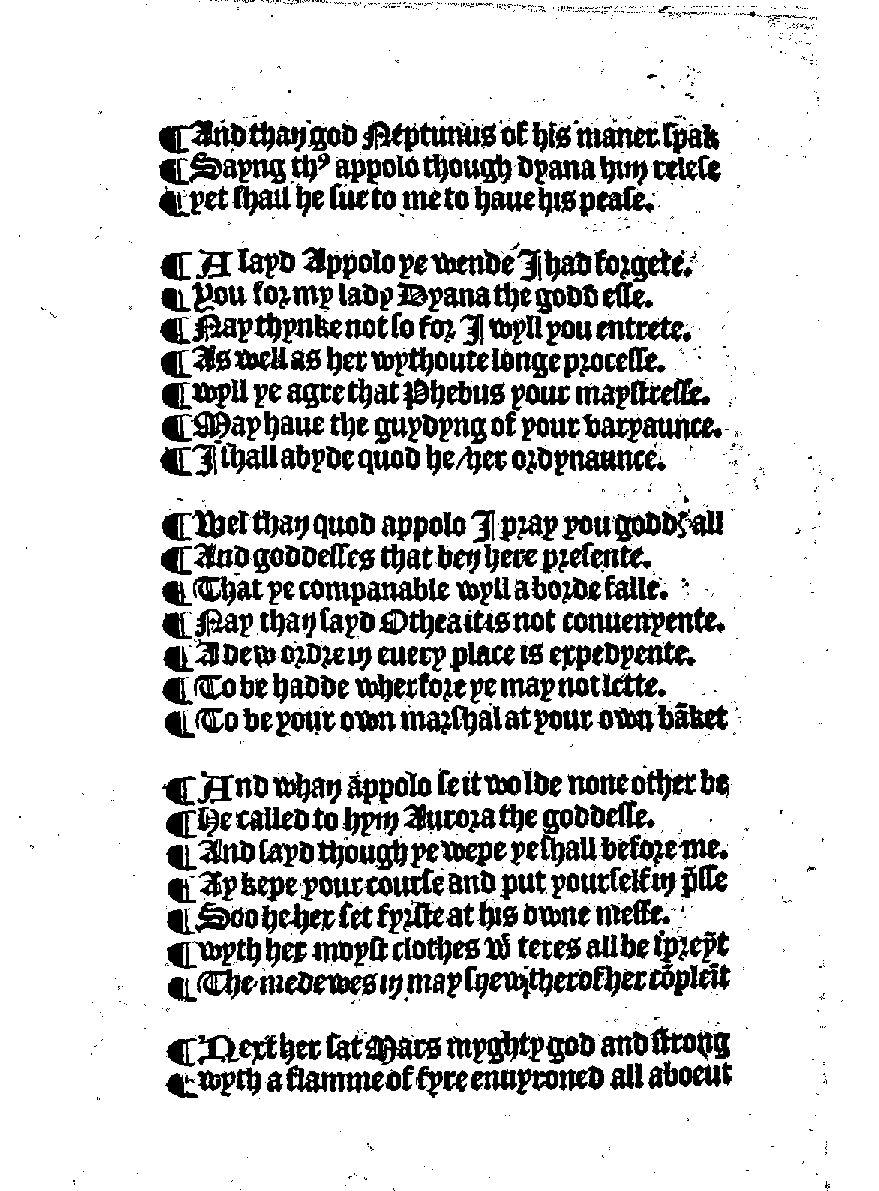 ¶And than god Neptunus of his maner spak
¶Sayng thꝰ appolo though dyana him relese
¶yet shall he sue to me to haue his pease.
¶A sayd Appolo ye wende I had forgete.
¶You for my lady Dyana the goddesse.
¶Nay thynke not so for I wyll you entrete.
¶As well as her wythoute longe processe.
¶wyll ye agre that Phebus your maystresse.
¶May haue the guydyng of your varyaunce.
¶I shall abyde quod he/her ordynaunce.
¶Wel than quod appolo I pray you goddꝭ all
¶And goddesses that ben here presente.
¶That ye companable wyll a borde falle.
¶Nay than sayd Othea it is not conuenyente.
¶A dew ordre in euery place is expedyente.
¶To be hadde wherfore ye may not lette.
¶To be your own marshal at your own bāket
¶And whan appolo se it wolde none other be
¶He called to hym Aurora the goddesse.
¶And sayd though ye wepe ye shall before me.
¶Ay kepe your course and put yourself in p̄sse
¶Soo he her set fyrste at his owne messe.
¶wyth her moyst clothes wͭ teres all be ſpreȳt
¶The medewes in may shew therof her cōpleīt
¶Next her sat Mars myghty god and strong
¶wyth a flamme of fyre enuyroned all aboeut